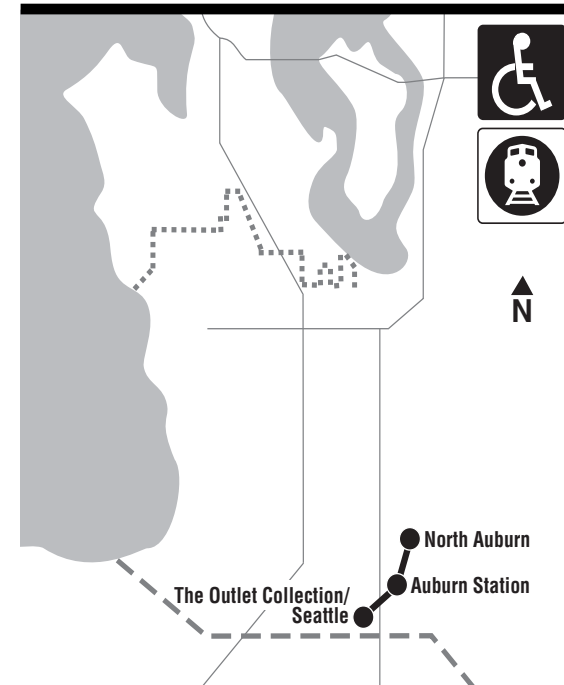 N
North Auburn
Auburn Station
The Outlet Collection/
Seattle